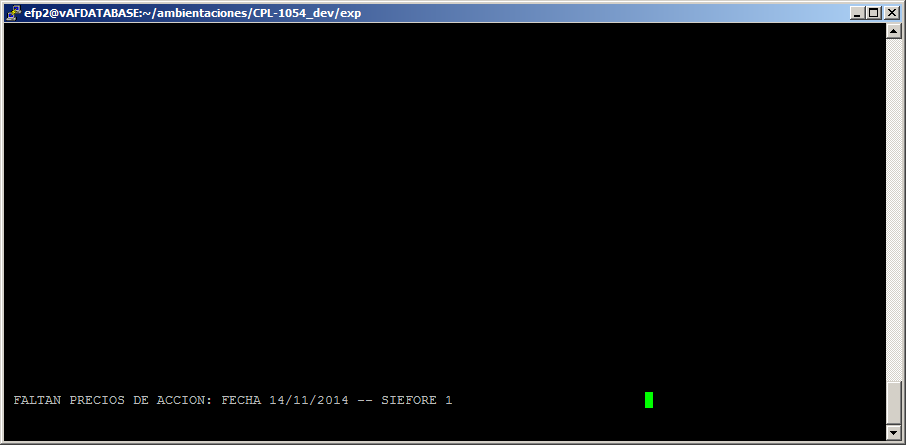 efp2@vAFDATABASE:~/ambientaciones/CPL-1054_dev/exp
FALTAN PRECIOS DE ACCION: FECHA 14/11/2014 -- SIEFORE 1